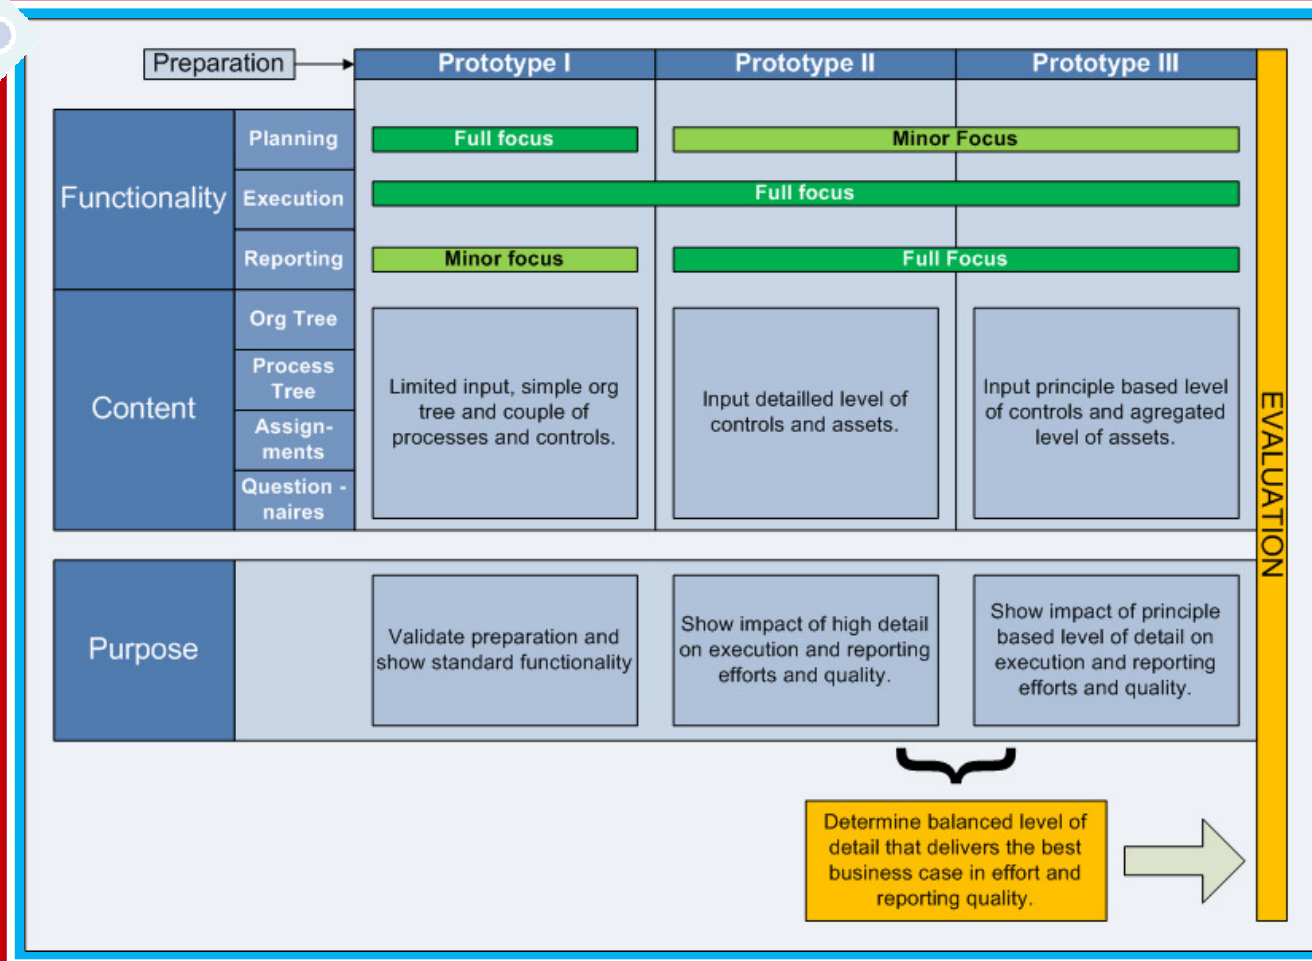 Preparation
Prototype I
Prototype II
Prototype III
Functionality
Planning
Full focus
Minor Focus
Execution
Full focus
Reporting
Minor focus
Full Focus
Content
Org Tree
Process
Tree
Assign-
ments
Question -
naires
Limited input, simple org
tree and couple of
processes and controls.
Input detailled level of
controls and assets.
Input principle based level
of controls and agregated
level of assets.
EVALUATION
Purpose
Validate preparation and
show standard functionality
Show impact of high detail
on execution and reporting
efforts and quality.
Show impact of principle
based level of detail on
execution and reporting
efforts and quality.
Determine balanced level of
detail that delivers the best
business case in effort and
reporting quality.